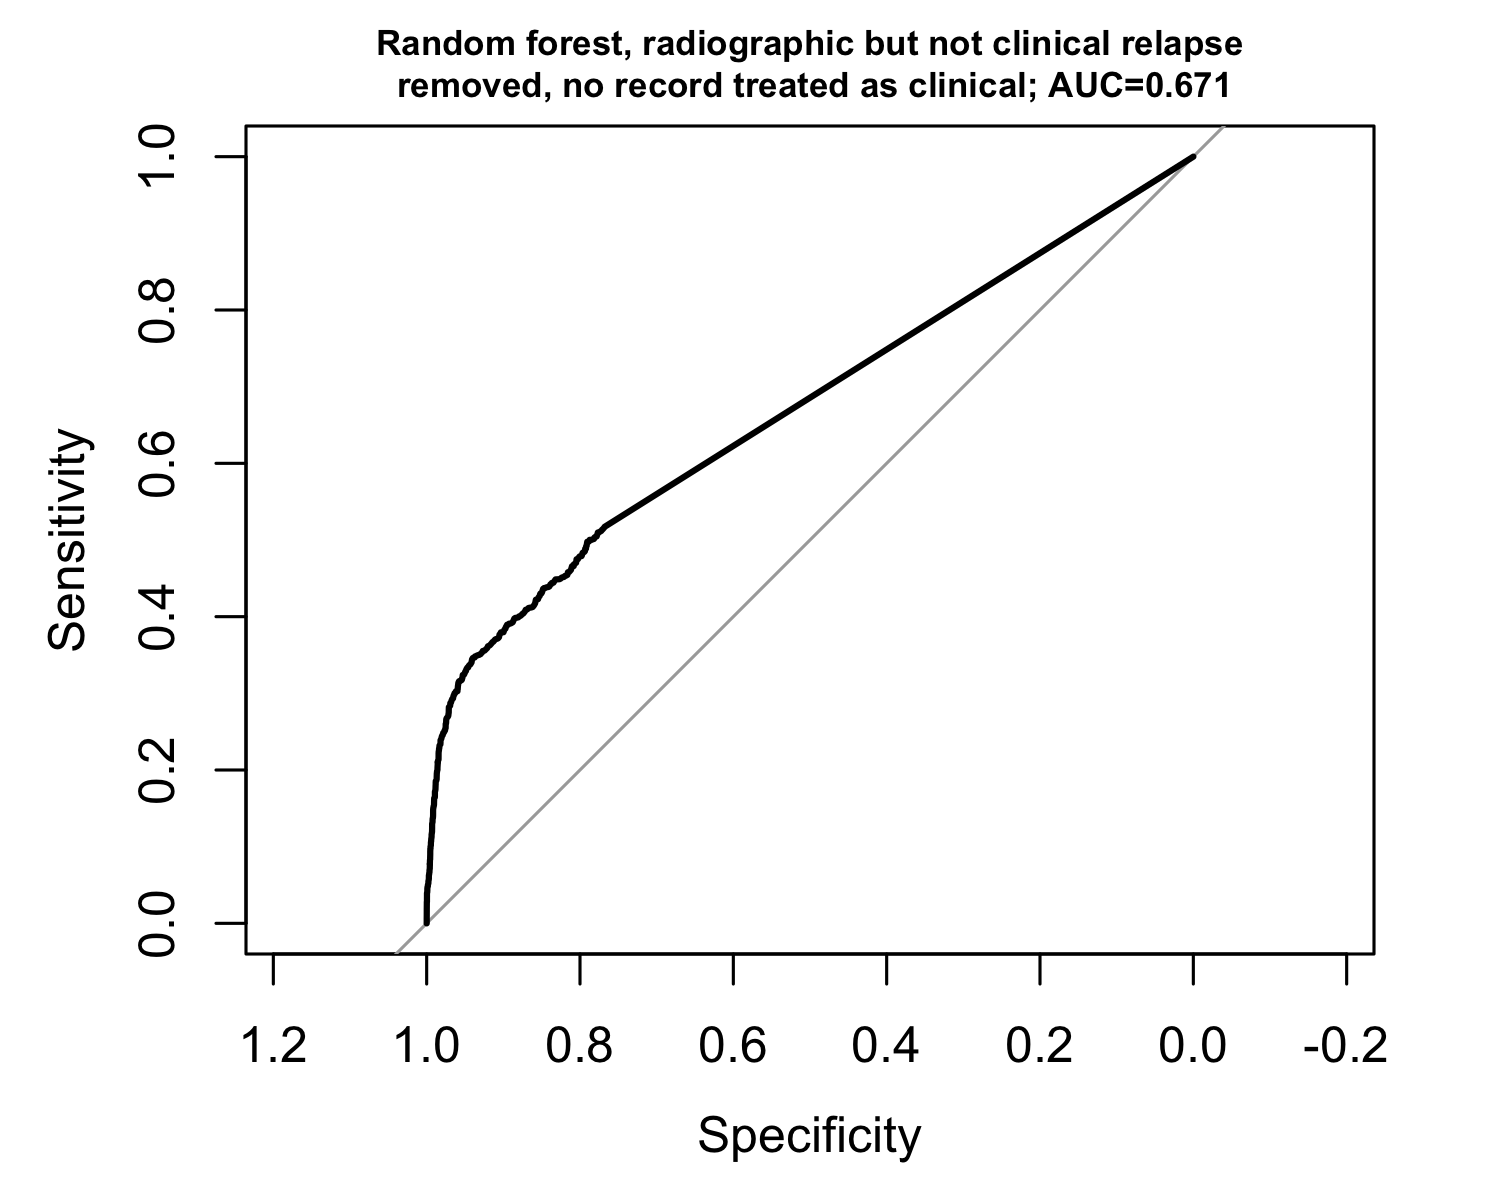 Random forest, radiographic but not clinical relapse
removed, no record treated as clinical; AUC=0.671
1.0
0.8
0.6
0.4
0.2
0.0
Sensitivity
1.2 1.0 0.8 0.6 0.4 0.2 0.0 -0.2
Specificity